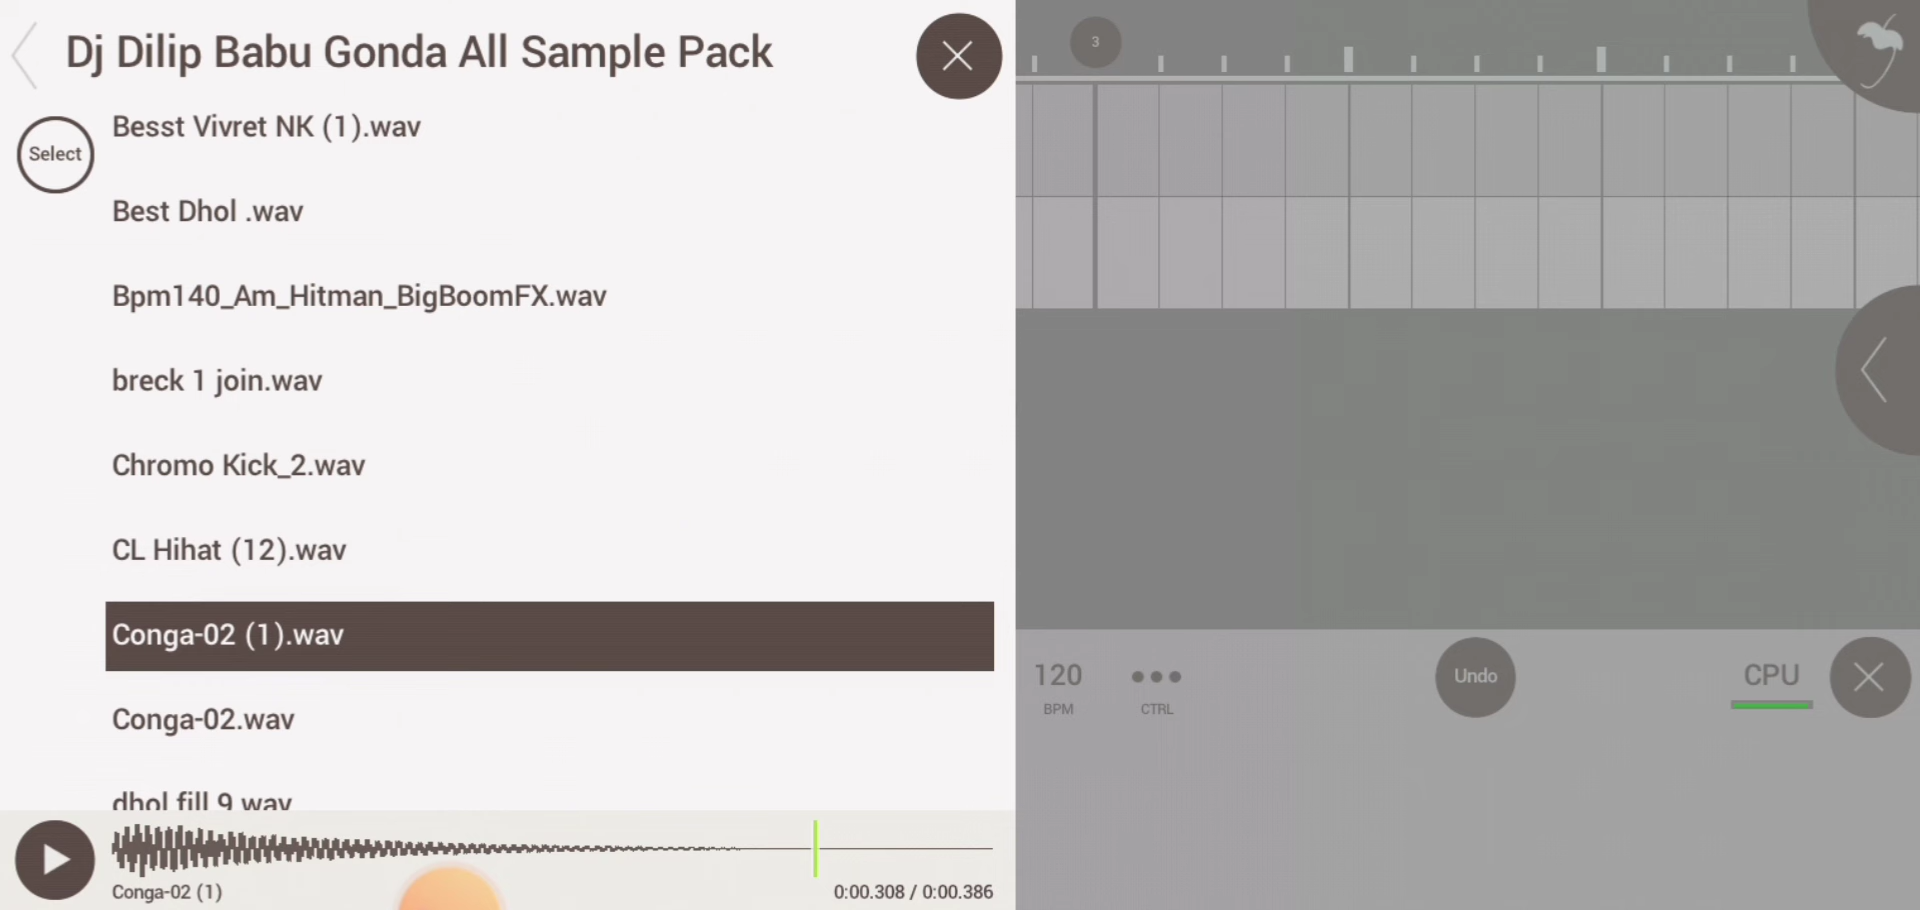 Dj Dilip Babu Gonda All Sample Pack
Select
Besst Vivret NK (1).wav
Best Dhol .wav
Bpm140_Am_Hitman_BigBoomFX.wav
breck 1 join.wav
Chromo Kick_2.wav
CL Hihat (12).wav
Conga-02 (1).wav
Conga-02.wav
dhol fill 9.wav
Conga-02 (1)
0:00.308 / 0:00.386
3
120
BPM
CTRL
Undo
CPU